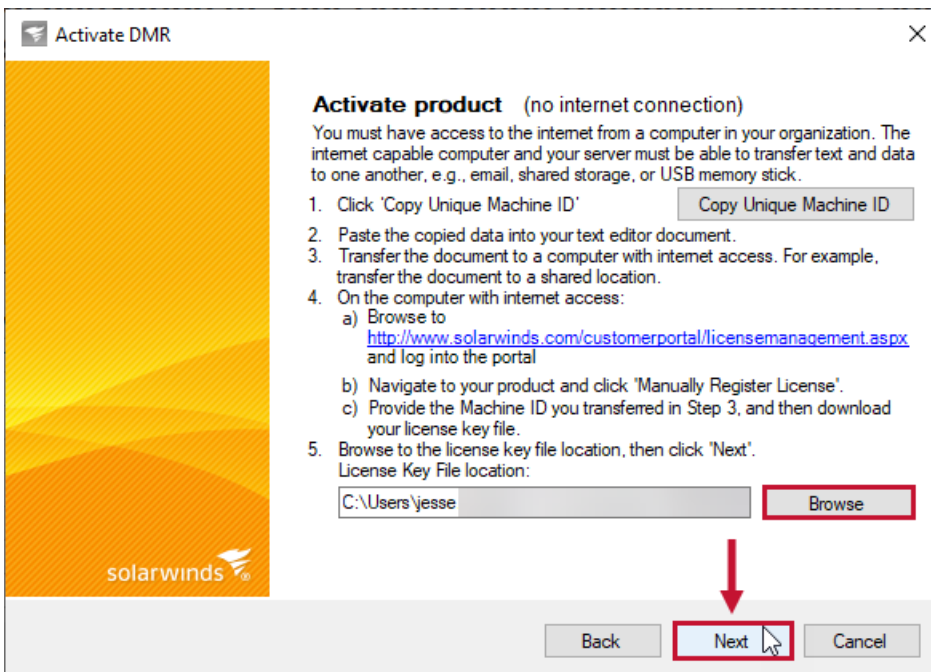 Activate DMR
Activate product (no internet connection)
You must have access to the internet from a computer in your organization. The
internet capable computer and your server must be able to transfer text and data
to one another, e.g., email, shared storage, or USB memory stick.
1. Click 'Copy Unique Machine ID' Copy Unique Machine ID
2. Paste the copied data into your text editor document.
3. Transfer the document to a computer with internet access. For example,
transfer the document to a shared location.
4. On the computer with internet access:
a) Browse to
http://www.solarwinds.com/customerportal/licensemanagement.aspx
and log into the portal
b) Navigate to your product and click 'Manually Register License'.
c) Provide the Machine ID you transferred in Step 3, and then download
your license key file.
5. Browse to the license key file location, then click 'Next'.
License Key File location:
C:\Users\jesse Browse
solarwinds
Back Next Cancel